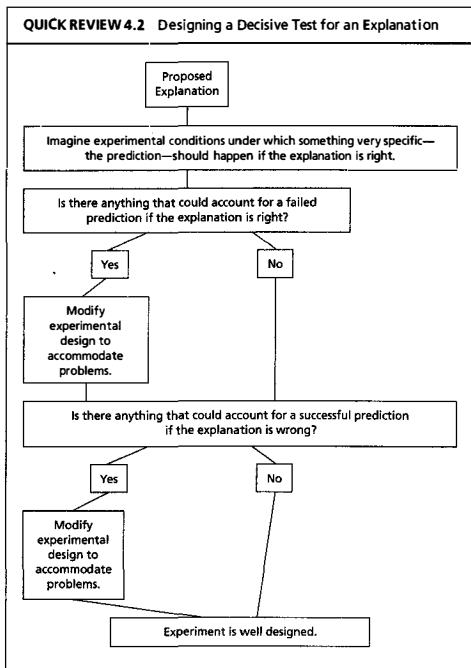 QUICK REVIEW 4.2 Designing a Decisive Test for an Explanation
Proposed
Explanation
Imagine experimental conditions under which something very specific—
the prediction—should happen if the explanation is right.
Is there anything that could account for a failed
prediction if the explanation is right?
Yes
No
Modify
experimental
design to
accommodate
problems.
Is there anything that could account for a successful prediction
if the explanation is wrong?
Yes
No
Modify
experimental
design to
accommodate
problems.
Experiment is well designed.